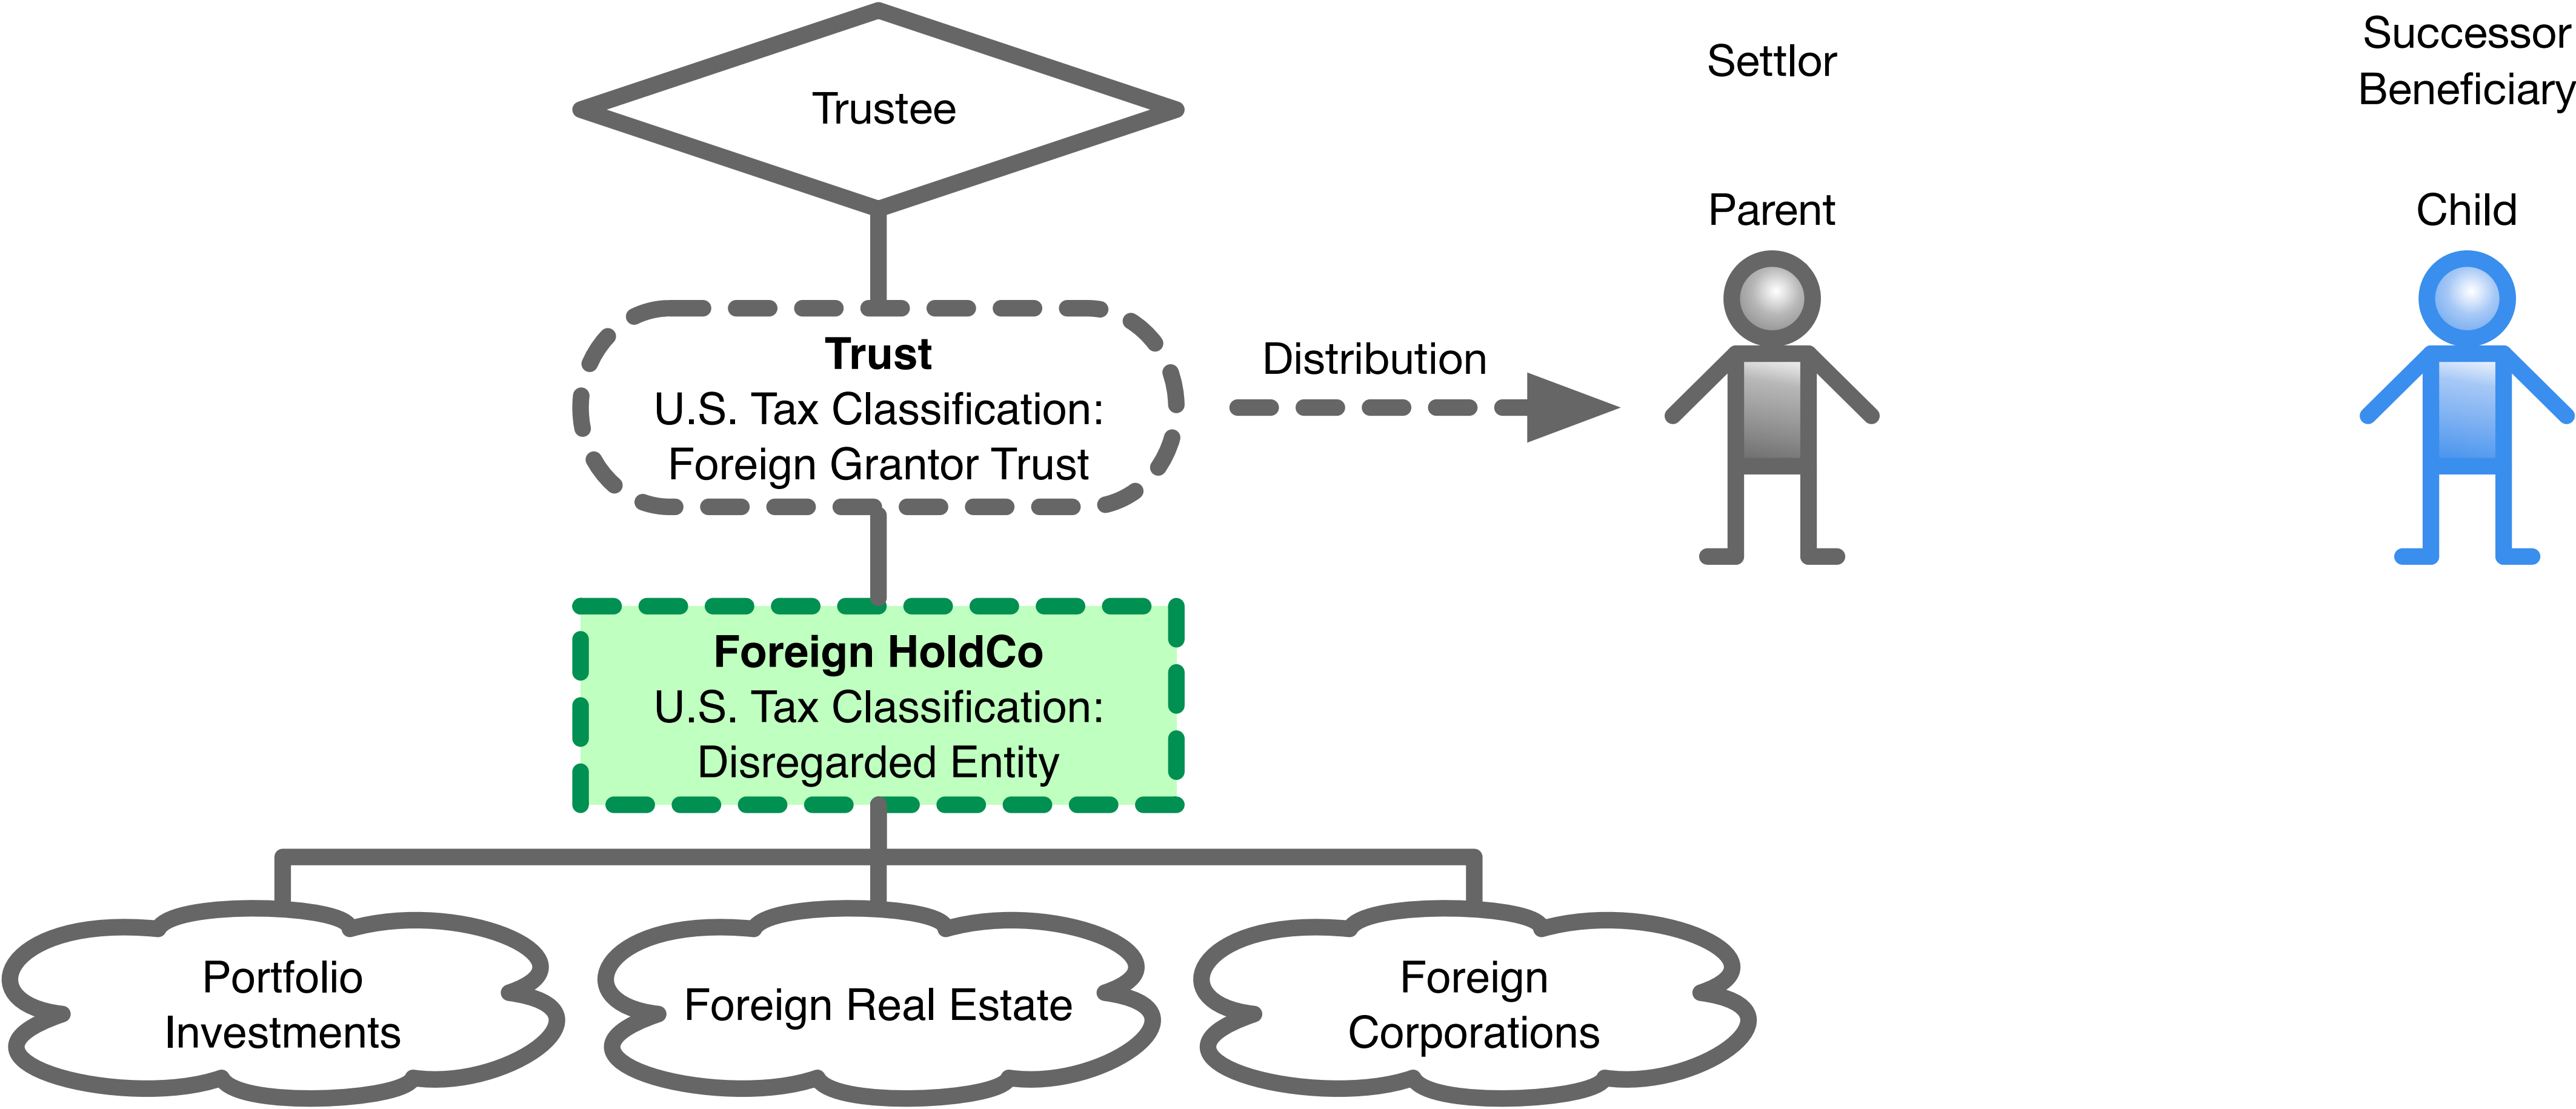 Trustee
Settlor
Successor
Beneficiary
Parent
Child
Trust
U.S. Tax Classification:
Foreign Grantor Trust
Distribution
Foreign HoldCo
U.S. Tax Classification:
Disregarded Entity
Portfolio
Investments
Foreign Real Estate
Foreign
Corporations